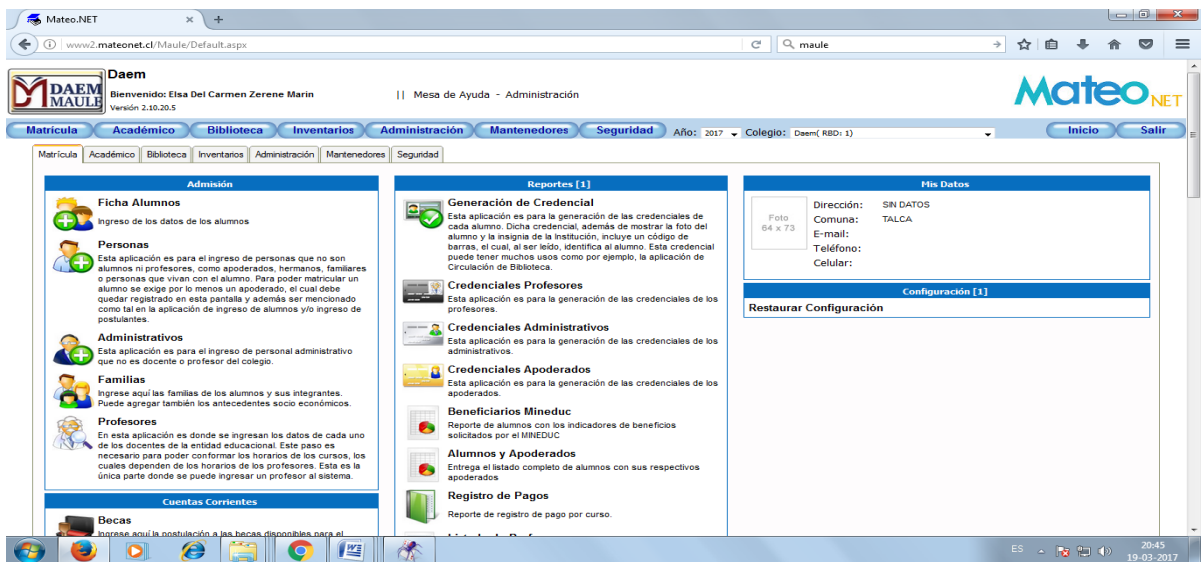 Mateo.NET
www2.mateonet.cl/Maule/Default.aspx
maule
DAEM
MAULE
Daem
Bienvenido: Elsa Del Carmen Zerene Marin
Versión 2.10.20.5
|| Mesa de Ayuda - Administración
Mateo NET
Matrícula Académico Biblioteca Inventarios Administración Mantenedores Seguridad Año: 2017 Colegio: Daem( RBD: 1) Inicio Salir
Matrícula Académico Biblioteca Inventarios Administración Mantenedores Seguridad
Admisión
Ficha Alumnos
Ingreso de los datos de los alumnos
Personas
Esta aplicación es para el ingreso de personas que no son
alumnos ni profesores, como apoderados, hermanos, familiares
o personas que vivan con el alumno. Para poder matricular un
alumno se exige por lo menos un apoderado, el cual debe
quedar registrado en esta pantalla y además ser mencionado
como tal en la aplicación de ingreso de alumnos y/o ingreso de
postulantes.
Administrativos
Esta aplicación es para el ingreso de personal administrativo
que no es docente o profesor del colegio.
Familias
Ingrese aquí las familias de los alumnos y sus integrantes.
Puede agregar también los antecedentes socio económicos.
Profesores
En esta aplicación es donde se ingresan los datos de cada uno
de los docentes de la entidad educacional. Este paso es
necesario para poder conformar los horarios de los cursos, los
cuales dependen de los horarios de los profesores. Esta es la
única parte donde se puede ingresar un profesor al sistema.
Cuentas Corrientes
Becas
Ingrese aquí la postulación a las becas disponibles para el
Reportes [1]
Generación de Credencial
Esta aplicación es para la generación de las credenciales de
cada alumno. Dicha credencial, además de mostrar la foto del
alumno y la insignia de la Institución, incluye un código de
barras, el cual, al ser leído, identifica al alumno. Esta credencial
puede tener muchos usos como por ejemplo, la aplicación de
Circulación de Biblioteca.
Credenciales Profesores
Esta aplicación es para la generación de las credenciales de los
profesores.
Credenciales Administrativos
Esta aplicación es para la generación de las credenciales de los
administrativos.
Credenciales Apoderados
Esta aplicación es para la generación de las credenciales de los
apoderados.
Beneficiarios Mineduc
Reporte de alumnos con los indicadores de beneficios
solicitados por el MINEDUC
Alumnos y Apoderados
Entrega el listado completo de alumnos con sus respectivos
apoderados
Registro de Pagos
Reporte de registro de pago por curso.
Mis Datos
Foto
64 x 73
Dirección: SIN DATOS
Comuna: TALCA
E-mail:
Teléfono:
Celular:
Configuración [1]
Restaurar Configuración
ES
20:45
19-03-2017